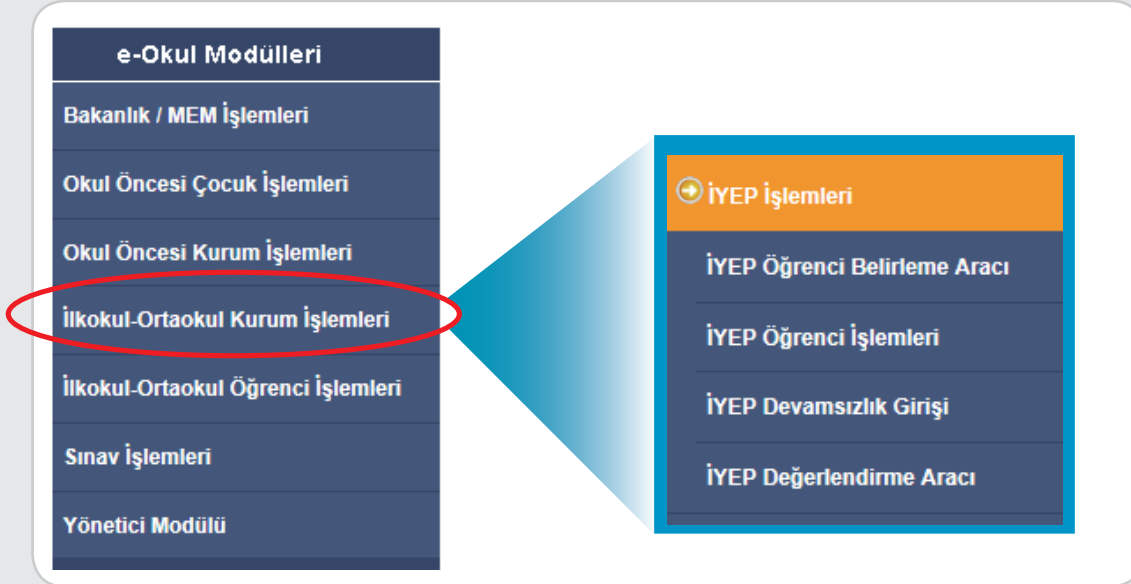 e-Okul Modülleri
Bakanlık / MEM İşlemleri
Okul Öncesi Çocuk İşlemleri
Okul Öncesi Kurum İşlemleri
İlkokul-Ortaokul Kurum İşlemleri
İlkokul-Ortaokul Öğrenci İşlemleri
Sınav İşlemleri
Yönetici Modülü
İYEP İşlemleri
İYEP Öğrenci Belirleme Aracı
İYEP Öğrenci İşlemleri
İYEP Devamsızlık Girişi
İYEP Değerlendirme Aracı